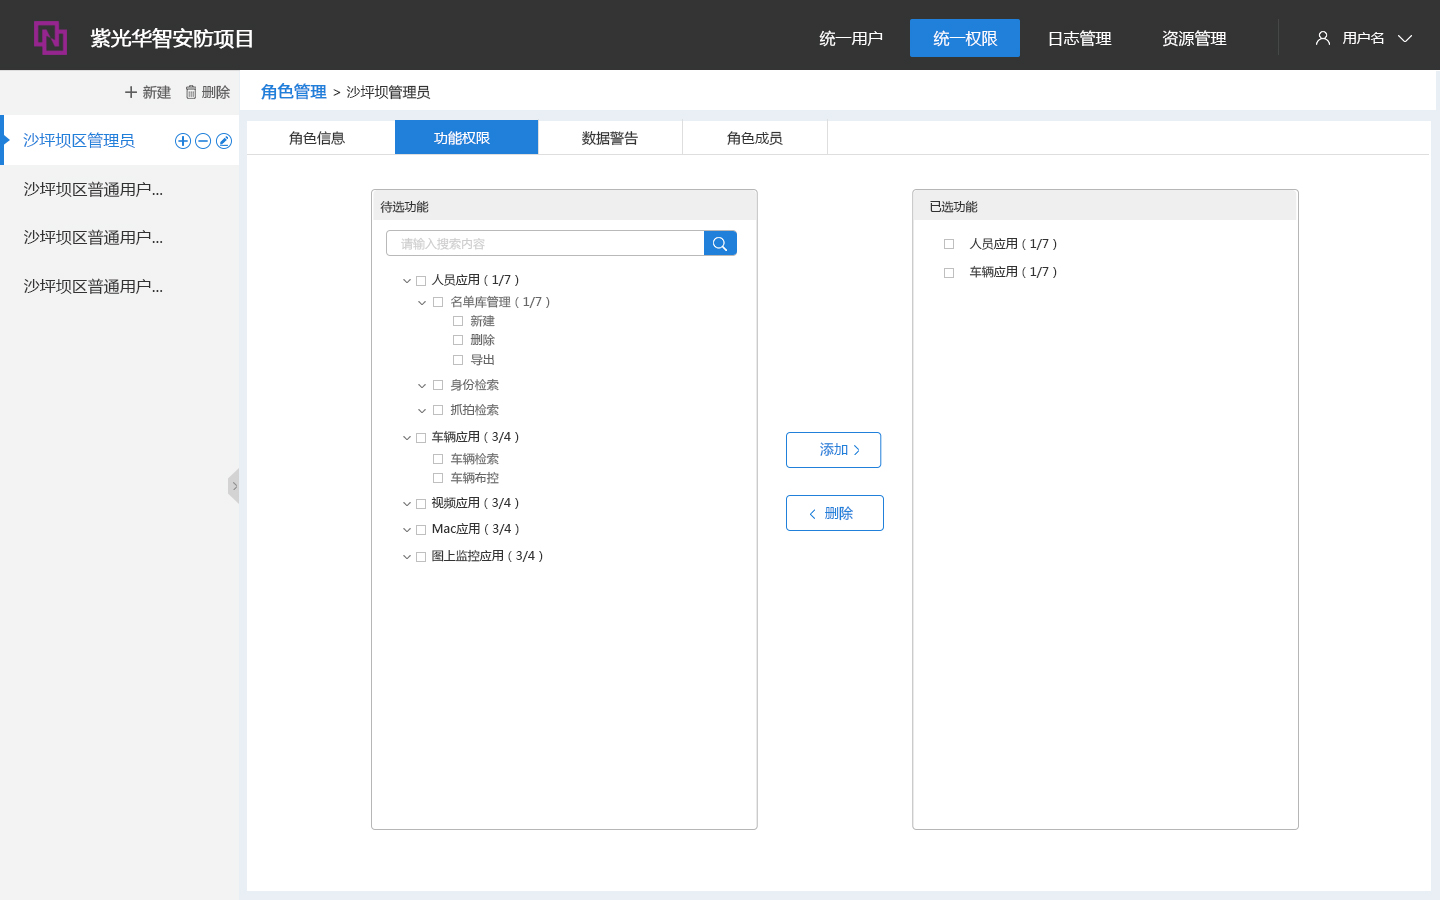 紫光华智安防项目
统一用户
统一权限
日志管理
资源管理
用户名
新建
删除
角色管理 > 沙坪坝管理员
沙坪坝区管理员
沙坪坝区普通用户...
沙坪坝区普通用户...
沙坪坝区普通用户...
角色信息
功能权限
数据警告
角色成员
待选功能
请输入搜索内容
人员应用（1/7）
名单库管理（1/7）
新建
删除
导出
身份检索
抓拍检索
车辆应用（3/4）
车辆检索
车辆布控
视频应用（3/4）
Mac应用（3/4）
图上监控应用（3/4）
添加 >
< 删除
已选功能
人员应用（1/7）
车辆应用（1/7）